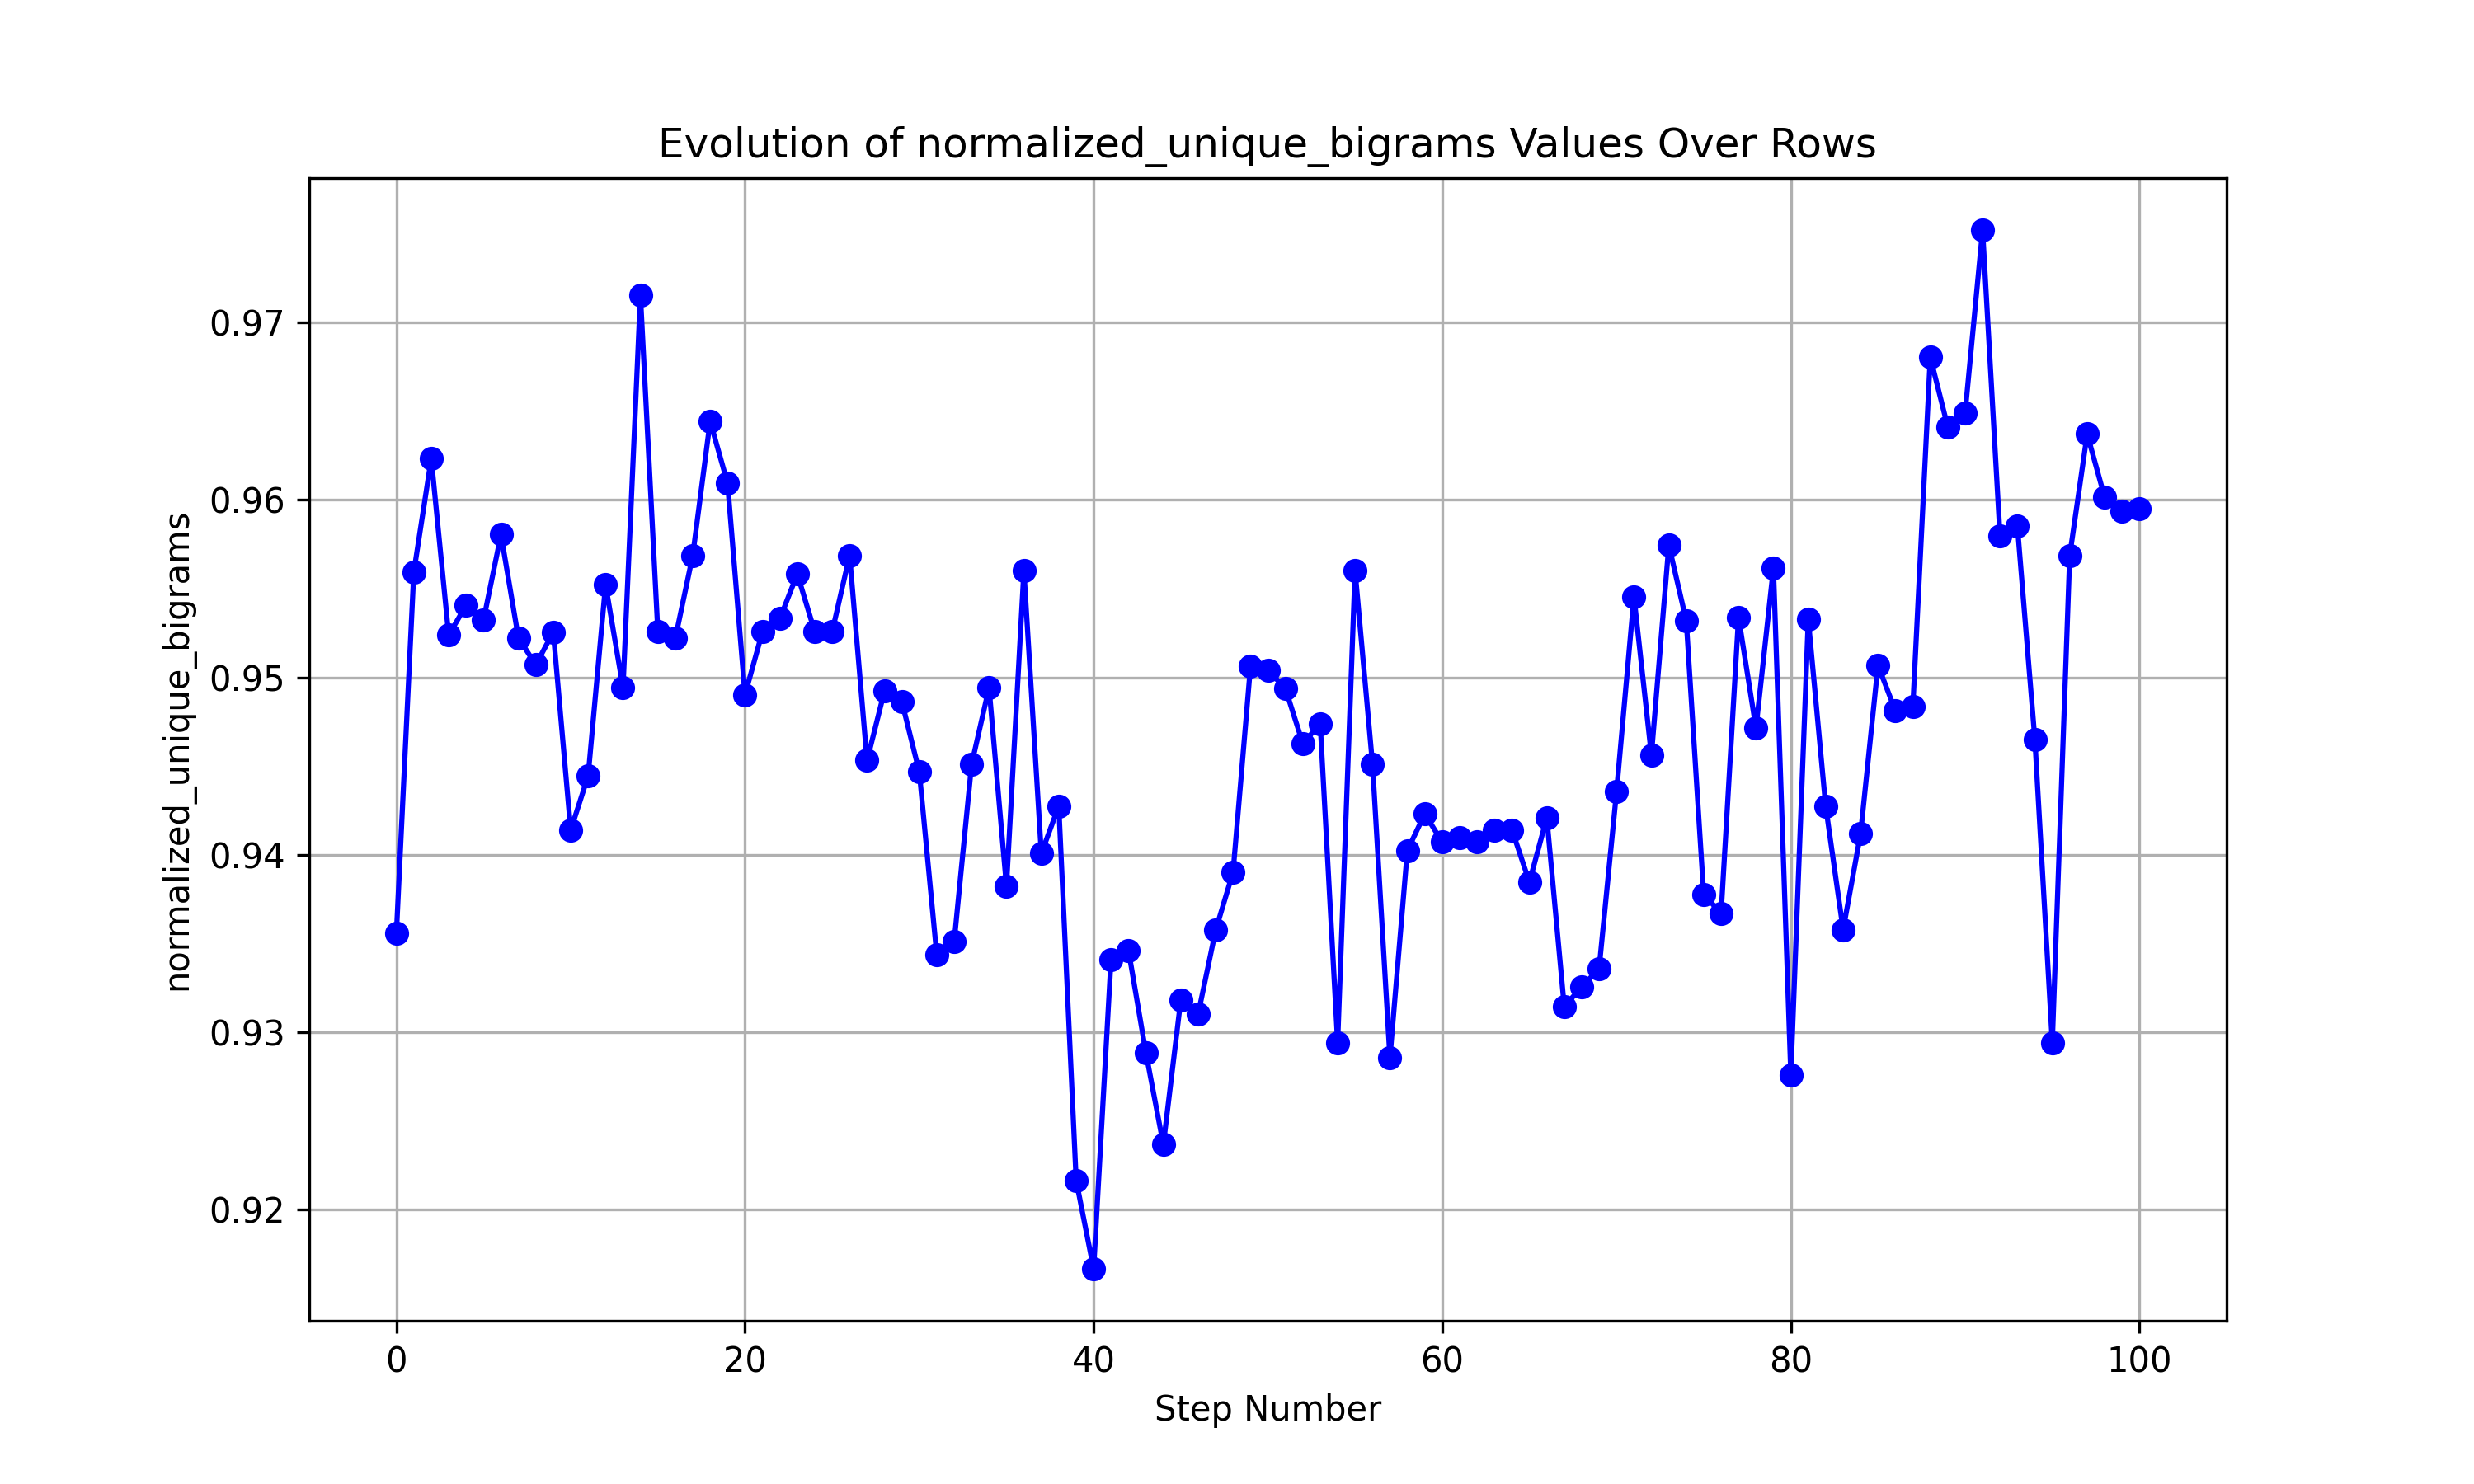 Evolution of normalized_unique_bigrams Values Over Rows
normalized_unique_bigrams
0.97
0.96
0.95
0.94
0.93
0.92
0 20 40 60 80 100
Step Number